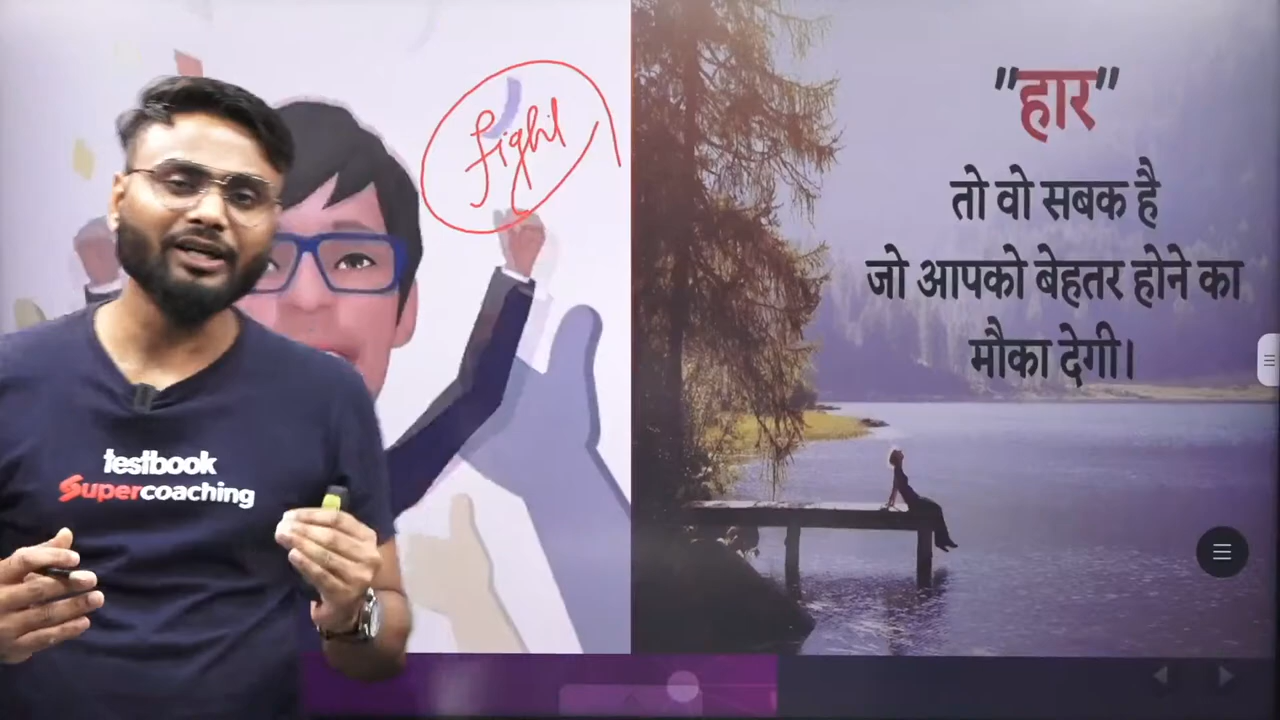 fight
"हार"
तो वो सबक है
जो आपको बेहतर होने का
मौका देगी।
testbook
Supercoaching